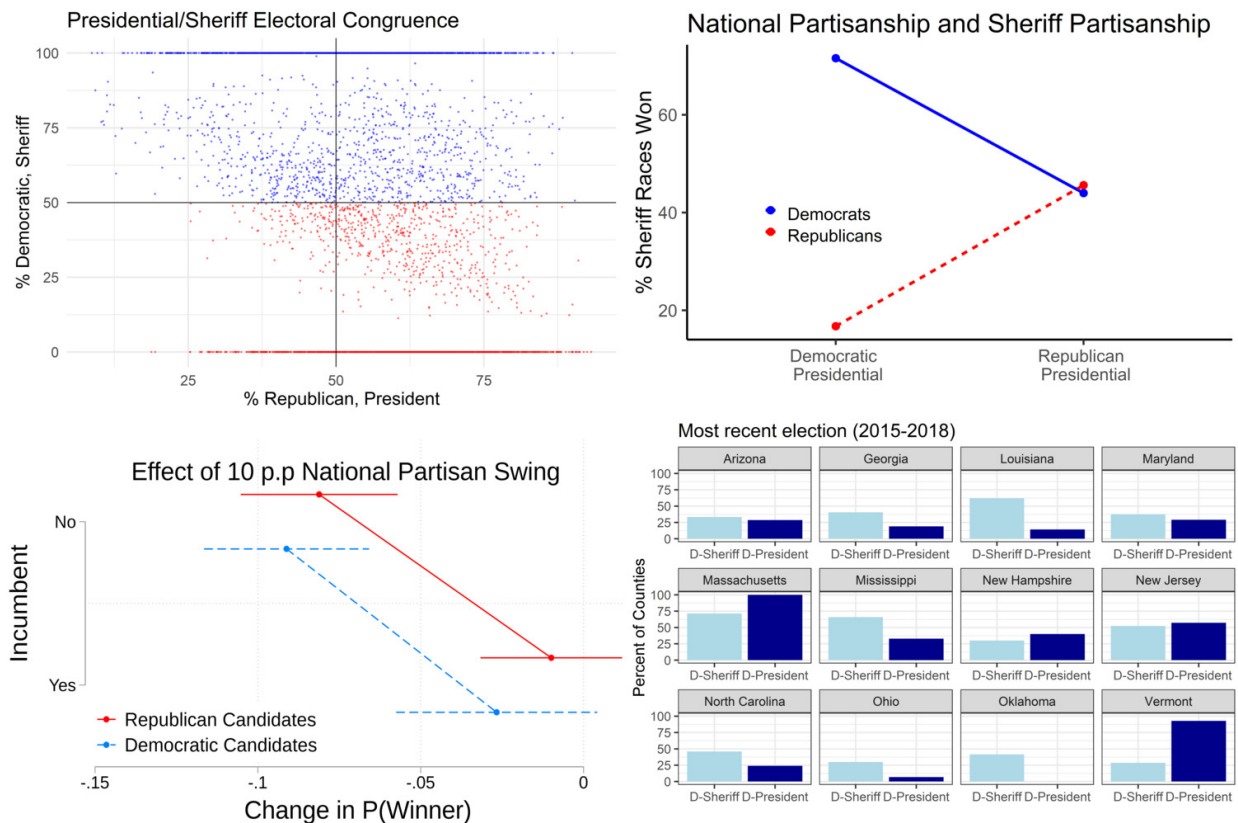 Presidential/Sheriff Electoral Congruence
100
75
50
25
0
% Democratic, Sheriff
25
50
75
% Republican, President
National Partisanship and Sheriff Partisanship
60
40
20
% Sheriff Races Won
Democrats
Republicans
Democratic
Presidential
Republican
Presidential
Effect of 10 p.p National Partisan Swing
No
Yes
Incumbent
Republican Candidates
Democratic Candidates
-.15
-.1
-.05
0
Change in P(Winner)
Most recent election (2015-2018)
Percent of Counties
Arizona
Georgia
Louisiana
Maryland
100
75
50
25
0
D-Sheriff D-President
D-Sheriff D-President
D-Sheriff D-President
D-Sheriff D-President
Massachusetts
Mississippi
New Hampshire
New Jersey
100
75
50
25
0
D-Sheriff D-President
D-Sheriff D-President
D-Sheriff D-President
D-Sheriff D-President
North Carolina
Ohio
Oklahoma
Vermont
100
75
50
25
0
D-Sheriff D-President
D-Sheriff D-President
D-Sheriff D-President
D-Sheriff D-President